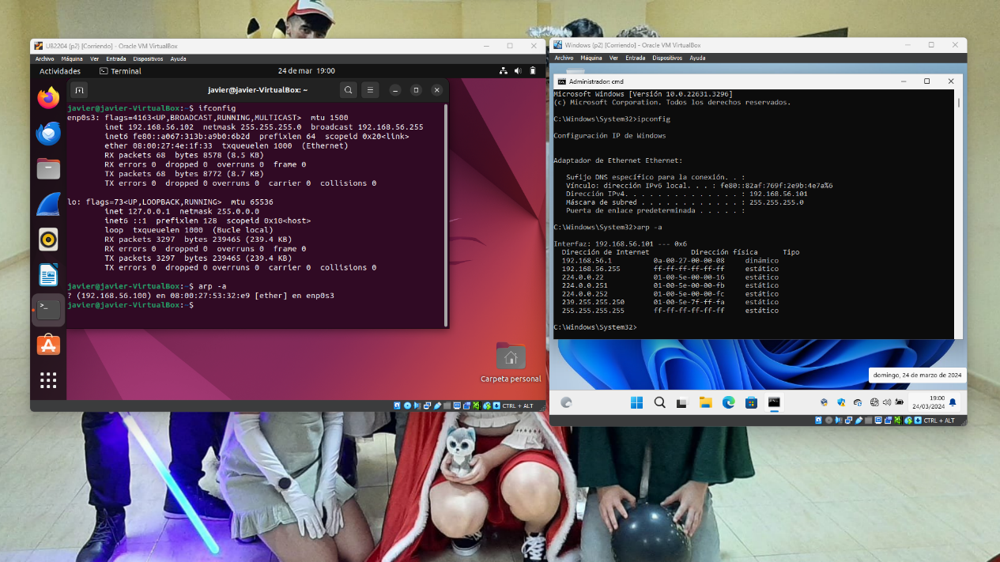 UB2204 (p2) [Corriendo] - Oracle VM VirtualBox
Archivo Máquina Ver Entrada Dispositivos Ayuda
Actividades Terminal 24 de mar 19:00
javier@javier-VirtualBox: ~
javier@javier-VirtualBox:~$ ifconfig
enp0s3: flags=4163<UP,BROADCAST,RUNNING,MULTICAST>  mtu 1500
        inet 192.168.56.102  netmask 255.255.255.0  broadcast 192.168.56.255
        inet6 fe80::a067:313b:a9b0:6b2d  prefixlen 64  scopeid 0x20<link>
        ether 08:00:27:4e:1f:33  txqueuelen 1000  (Ethernet)
        RX packets 68  bytes 8578 (8.5 KB)
        RX errors 0  dropped 0  overruns 0  frame 0
        TX packets 68  bytes 8772 (8.7 KB)
        TX errors 0  dropped 0 overruns 0  carrier 0  collisions 0
lo: flags=73<UP,LOOPBACK,RUNNING>  mtu 65536
        inet 127.0.0.1  netmask 255.0.0.0
        inet6 ::1  prefixlen 128  scopeid 0x10<host>
        loop  txqueuelen 1000  (Bucle local)
        RX packets 3297  bytes 239465 (239.4 KB)
        RX errors 0  dropped 0  overruns 0  frame 0
        TX packets 3297  bytes 239465 (239.4 KB)
        TX errors 0  dropped 0 overruns 0  carrier 0  collisions 0
javier@javier-VirtualBox:~$ arp -a
? (192.168.56.100) en 08:00:27:53:32:e9 [ether] en enp0s3
javier@javier-VirtualBox:~$
Carpeta personal
CTRL + ALT
Windows (p2) [Corriendo] - Oracle VM VirtualBox
Archivo Máquina Ver Entrada Dispositivos Ayuda
Administrador: cmd
Microsoft Windows [Versión 10.0.22631.3296]
(c) Microsoft Corporation. Todos los derechos reservados.
C:\Windows\System32>ipconfig
Configuración IP de Windows
Adaptador de Ethernet Ethernet:
   Sufijo DNS específico para la conexión. . :
   Vínculo: dirección IPv6 local. . . : fe80::82af:769f:2e9b:4e7a%6
   Dirección IPv4. . . . . . . . . . . . . . : 192.168.56.101
   Máscara de subred . . . . . . . . . . . . : 255.255.255.0
   Puerta de enlace predeterminada . . . . . :
C:\Windows\System32>arp -a
Interfaz: 192.168.56.101 --- 0x6
  Dirección de Internet          Dirección física      Tipo
  192.168.56.1          0a-00-27-00-00-08     dinámico
  192.168.56.255        ff-ff-ff-ff-ff-ff     estático
  224.0.0.22            01-00-5e-00-00-16     estático
  224.0.0.251           01-00-5e-00-00-fb     estático
  224.0.0.252           01-00-5e-00-00-fc     estático
  239.255.255.250       01-00-5e-7f-ff-fa     estático
  255.255.255.255       ff-ff-ff-ff-ff-ff     estático
C:\Windows\System32>
domingo, 24 de marzo de 2024
19:00
24/03/2024
CTRL + ALT